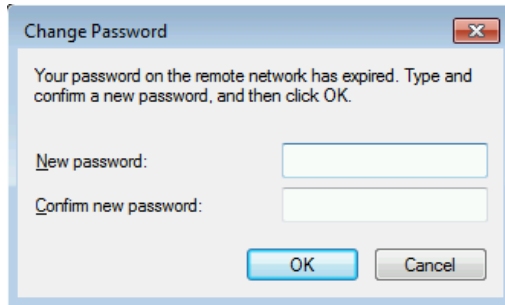 Change Password
Your password on the remote network has expired. Type and
confirm a new password, and then click OK.
New password:
Confirm new password:
OK
Cancel